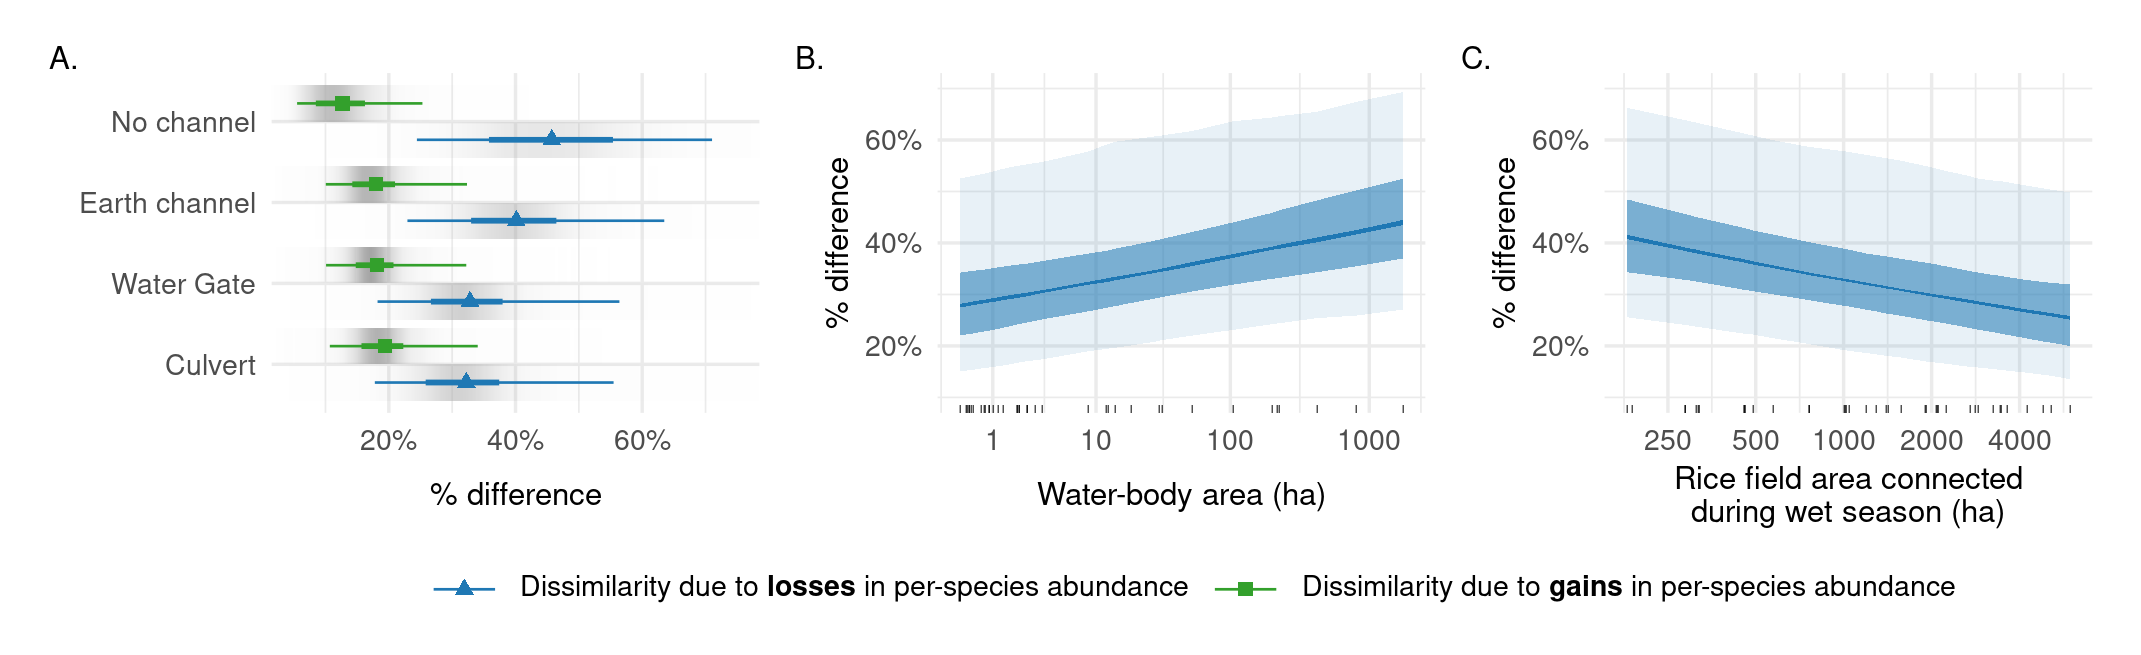 A.
No channel
Earth channel
Water Gate
Culvert
20% 40% 60%
% difference
B.
% difference
60%
40%
20%
1 10 100 1000
Water-body area (ha)
C.
% difference
60%
40%
20%
250 500 1000 2000 4000
Rice field area connected
during wet season (ha)
Dissimilarity due to losses in per-species abundance
Dissimilarity due to gains in per-species abundance